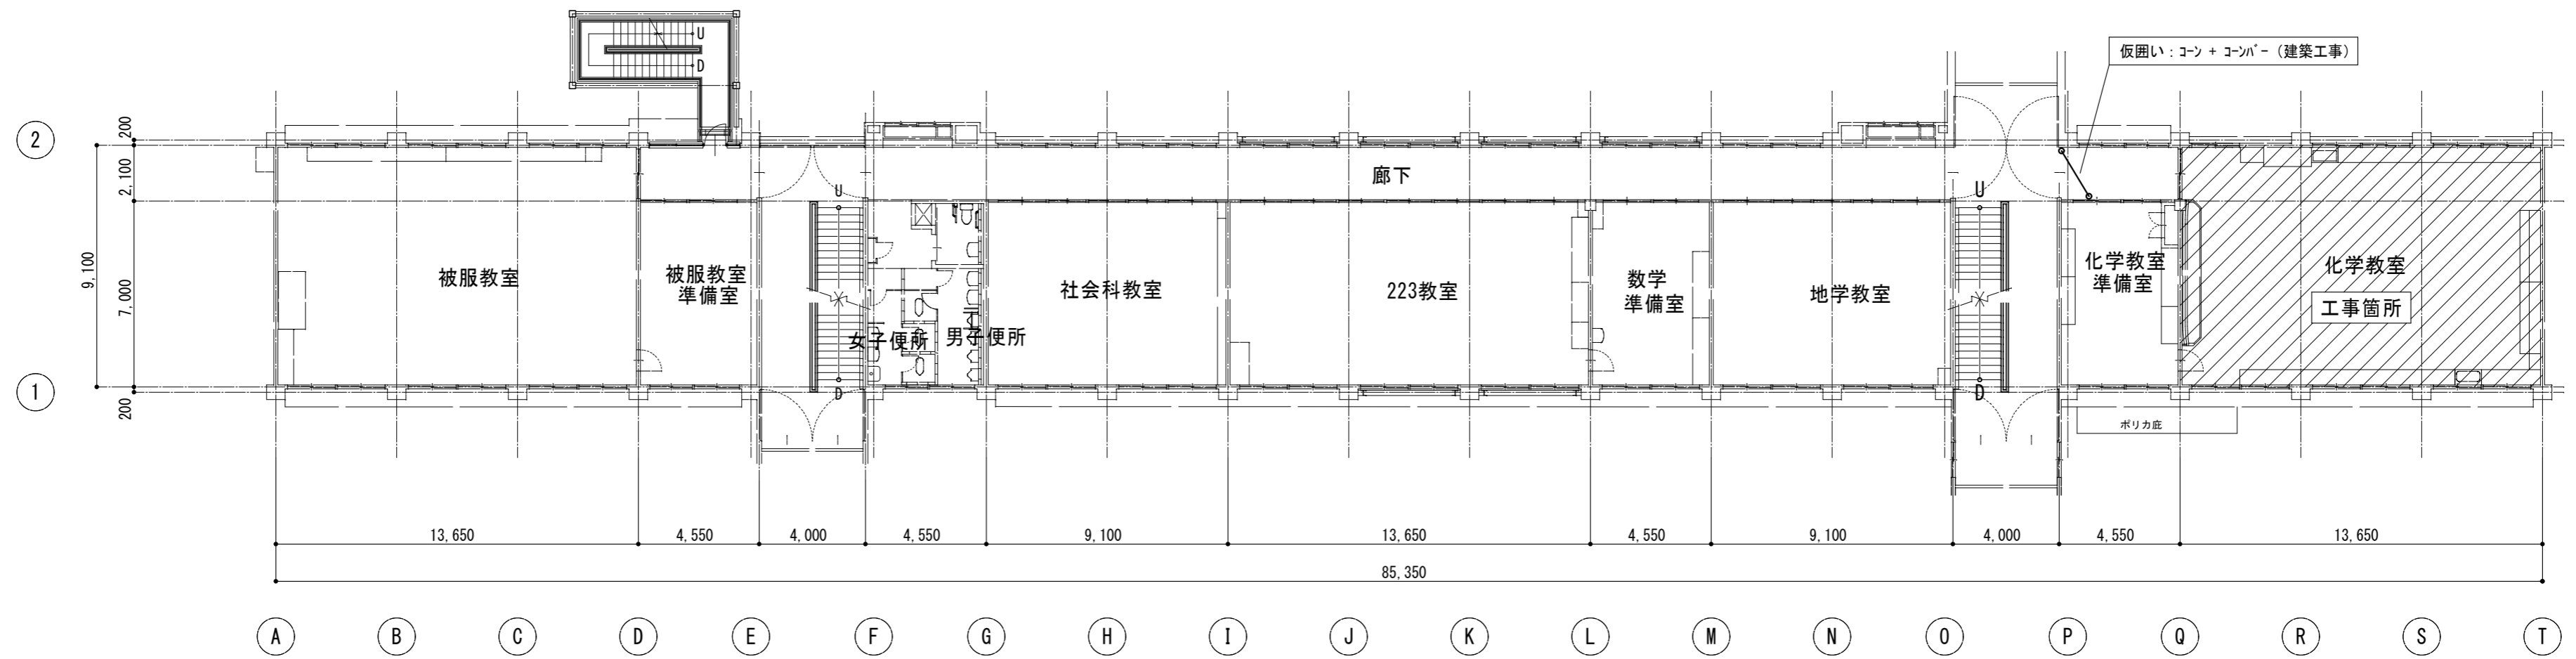 U
D
仮囲い：コーン + コーンバー（建築工事）
2
200
2,100
9,100
7,000
200
1
廊下
U
U
被服教室
被服教室
準備室
女子便所
男子便所
社会科教室
223教室
数学
準備室
地学教室
化学教室
準備室
化学教室
工事箇所
D
D
ポリカ庇
13,650
4,550
4,000
4,550
9,100
13,650
4,550
9,100
4,000
4,550
13,650
85,350
A
B
C
D
E
F
G
H
I
J
K
L
M
N
O
P
Q
R
S
T